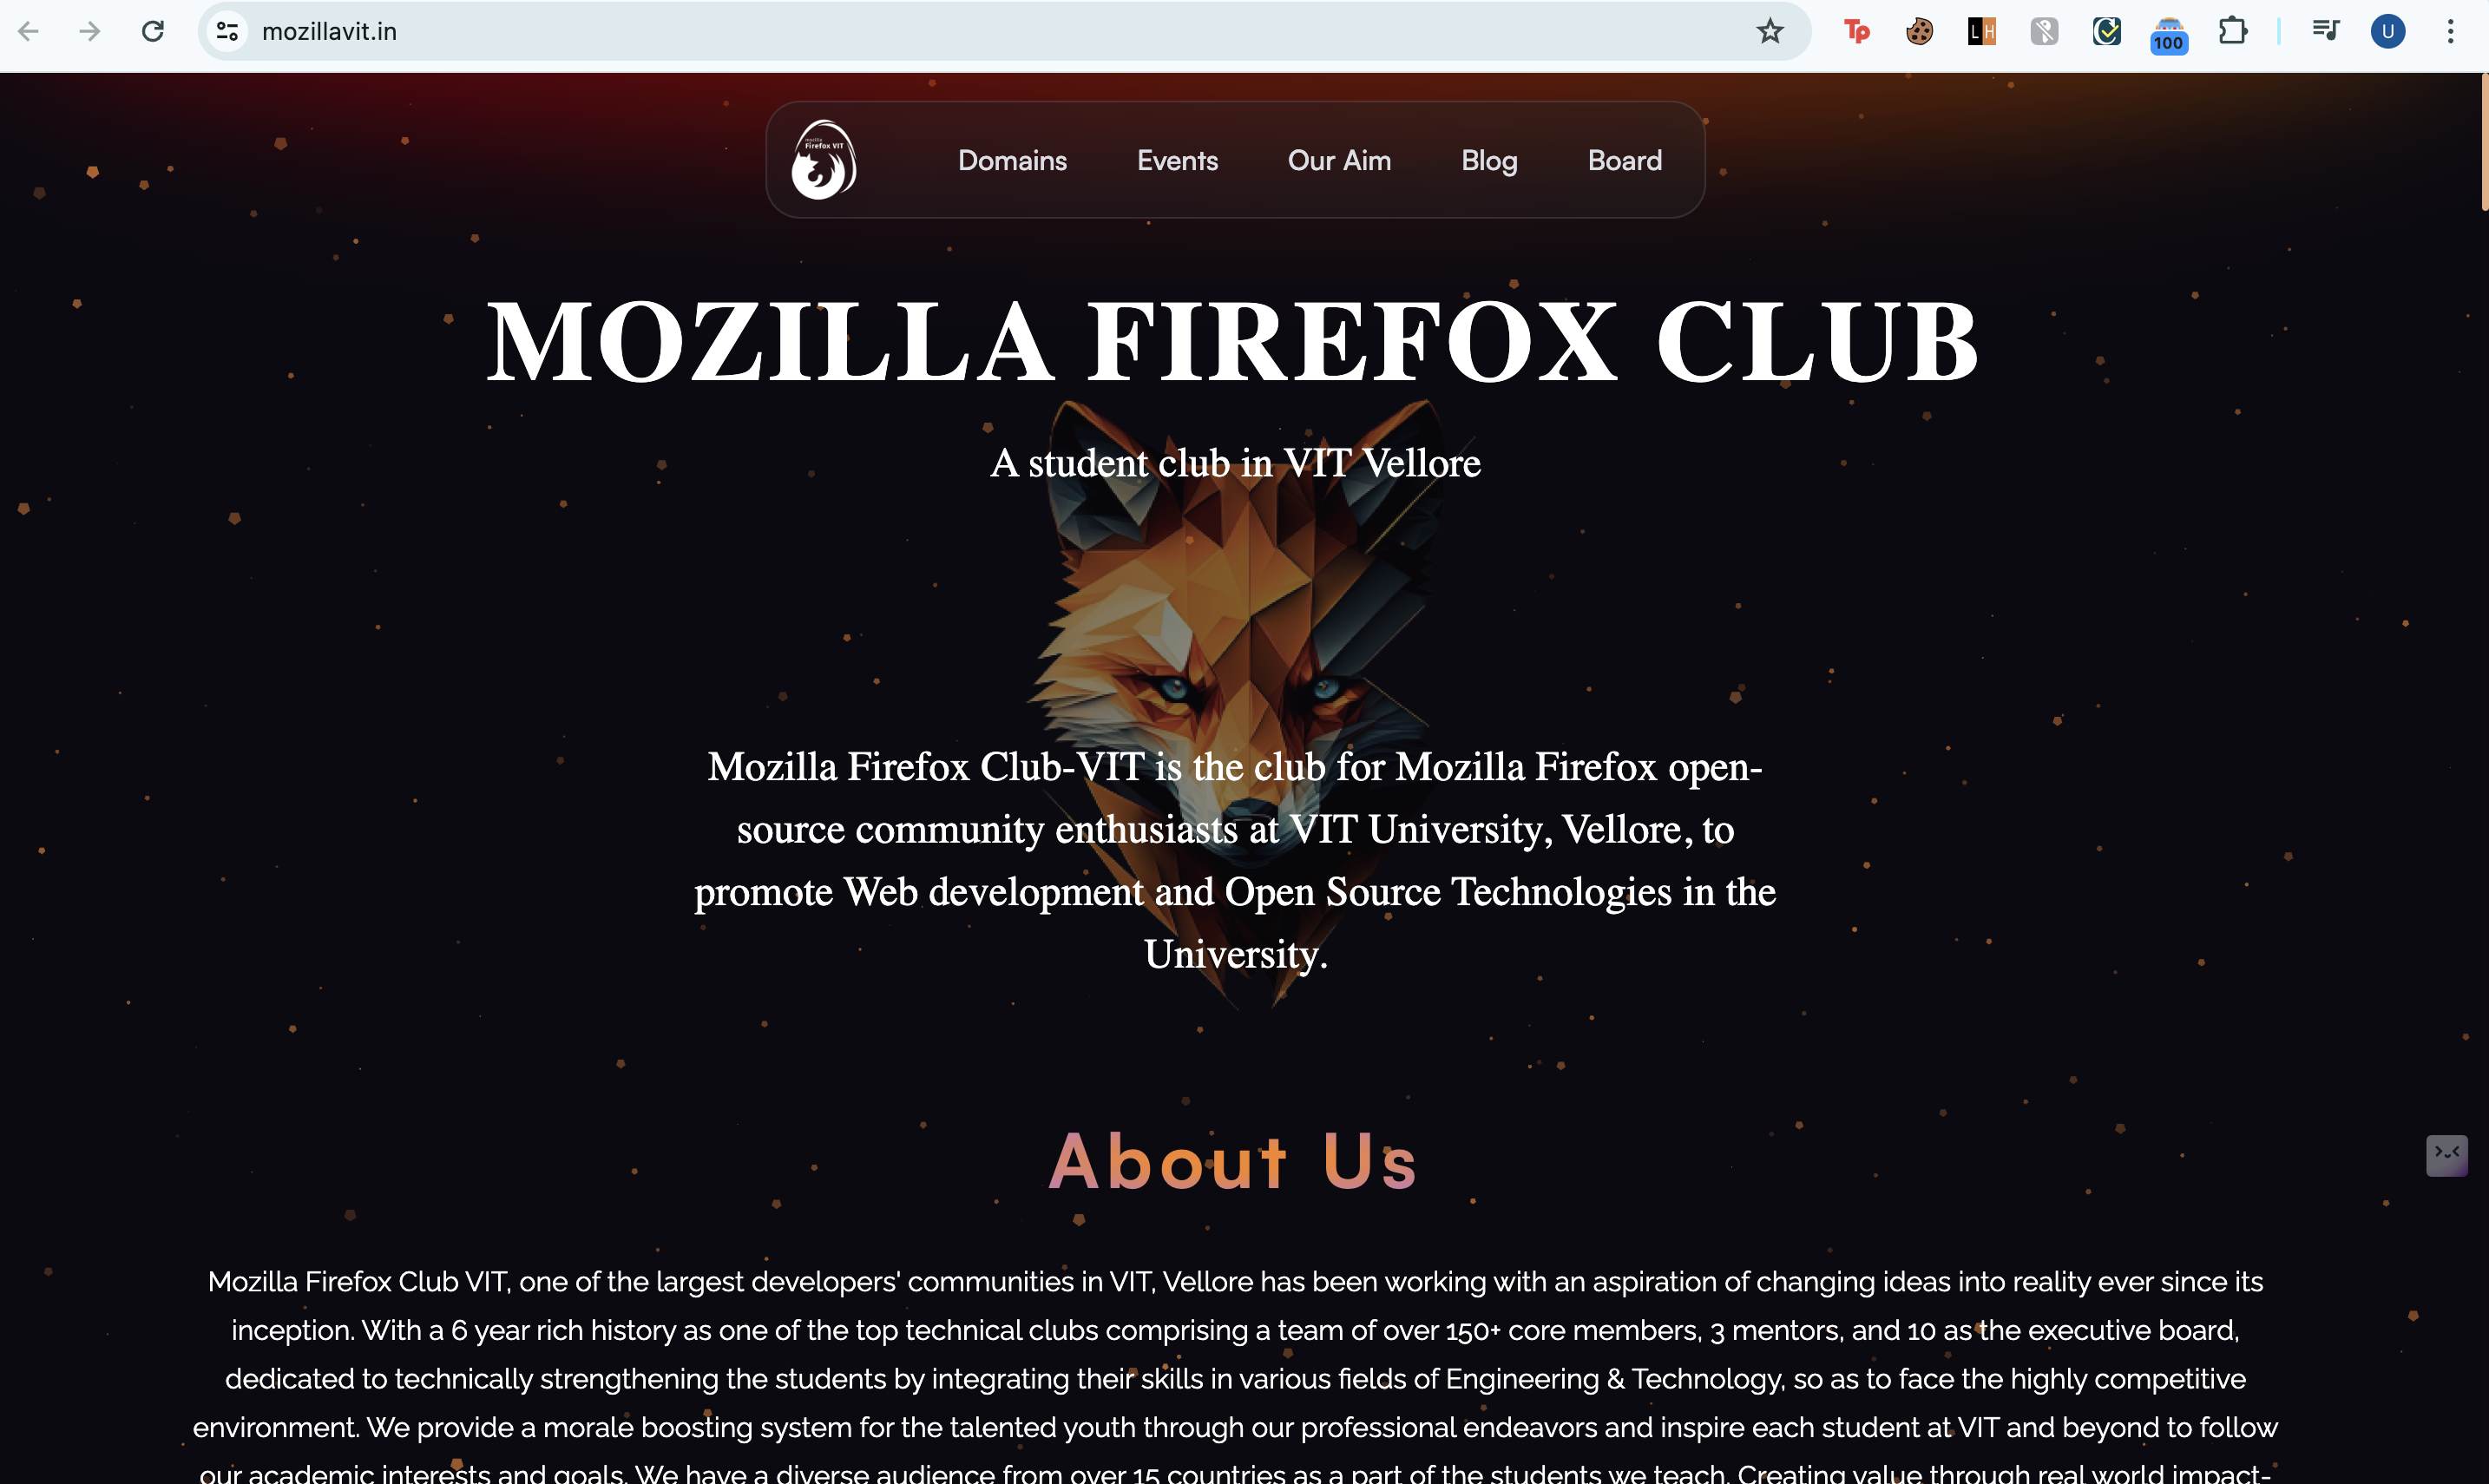 mozillavit.in
Tp
L H
100
U
mozilla
Firefox VIT
Domains
Events
Our Aim
Blog
Board
MOZILLA FIREFOX CLUB
A student club in VIT Vellore
Mozilla Firefox Club-VIT is the club for Mozilla Firefox open-
source community enthusiasts at VIT University, Vellore, to
promote Web development and Open Source Technologies in the
University.
About Us
Mozilla Firefox Club VIT, one of the largest developers' communities in VIT, Vellore has been working with an aspiration of changing ideas into reality ever since its
inception. With a 6 year rich history as one of the top technical clubs comprising a team of over 150+ core members, 3 mentors, and 10 as the executive board,
dedicated to technically strengthening the students by integrating their skills in various fields of Engineering & Technology, so as to face the highly competitive
environment. We provide a morale boosting system for the talented youth through our professional endeavors and inspire each student at VIT and beyond to follow
our academic interests and goals. We have a diverse audience from over 15 countries as a part of the students we teach. Creating value through real world impact-